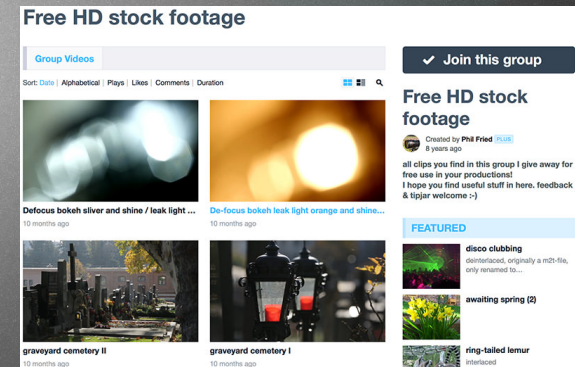 Free HD stock footage
Group Videos
Sort: Date | Alphabetical | Plays | Likes | Comments | Duration
Defocus bokeh sliver and shine / leak light ...
10 months ago
De-focus bokeh leak light orange and shine...
10 months ago
graveyard cemetery II
10 months ago
graveyard cemetery I
10 months ago
✔ Join this group
Free HD stock
footage
Created by Phil Fried PLUS
8 years ago
all clips you find in this group I give away for
free use in your productions!
I hope you find useful stuff in here. feedback
& tipjar welcome :-)
FEATURED
disco clubbing
deinterlaced, originally a m2t-file,
only renamed to...
awaiting spring (2)
ring-tailed lemur
interlaced